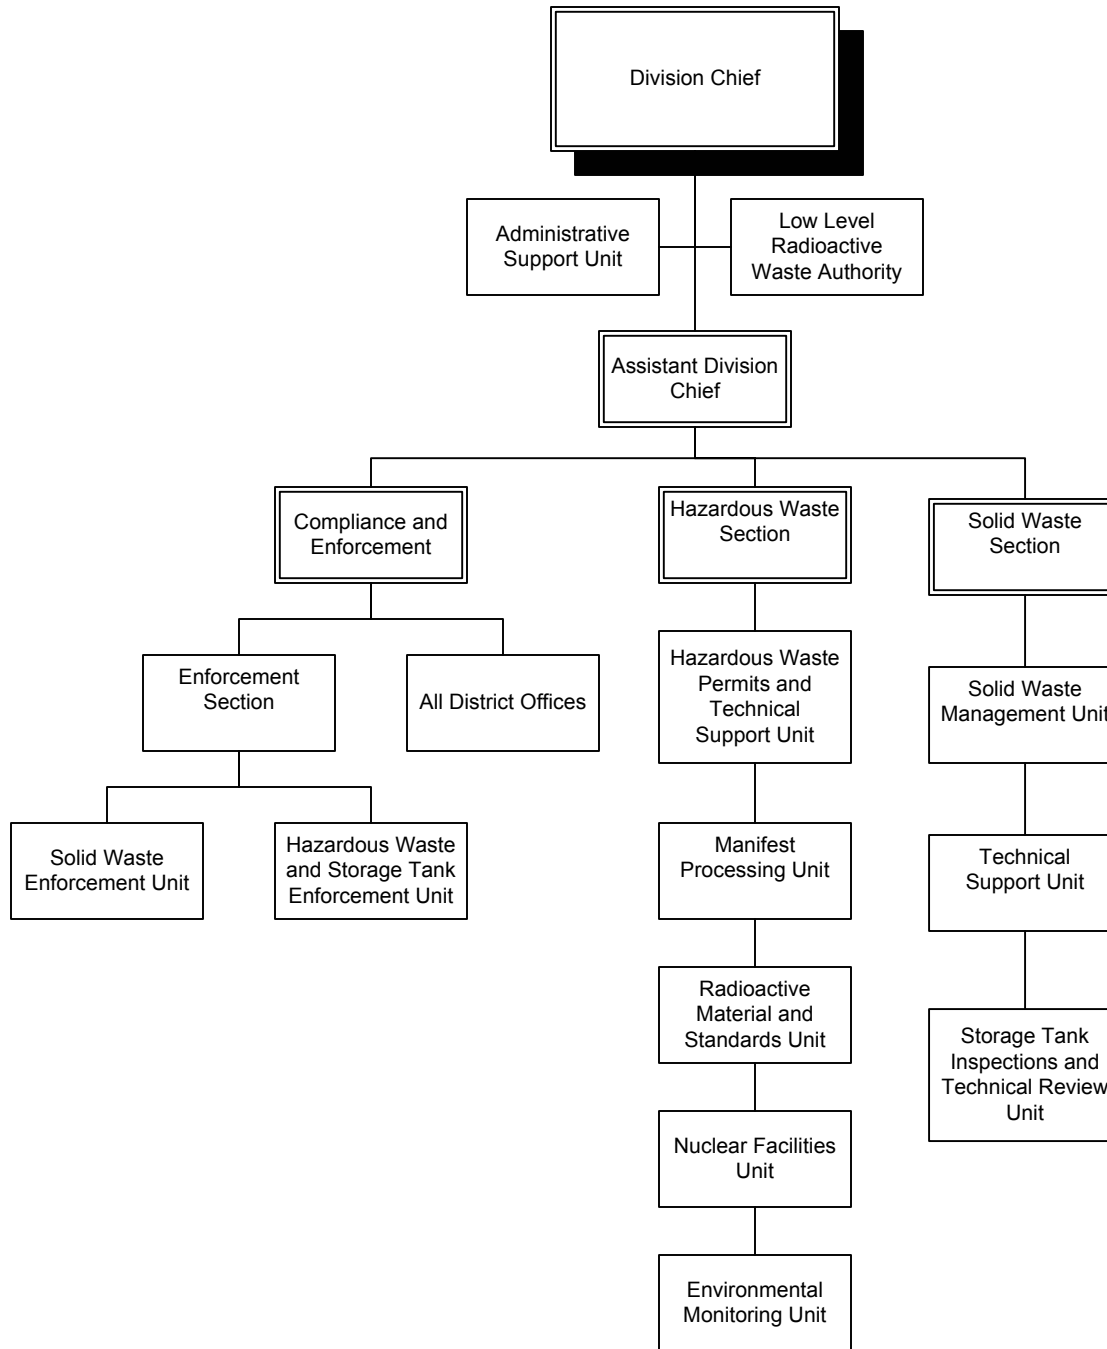 Division Chief
Administrative
Support Unit
Low Level
Radioactive
Waste Authority
Assistant Division
Chief
Compliance and
Enforcement
Hazardous Waste
Section
Solid Waste
Section
Enforcement
Section
All District Offices
Hazardous Waste
Permits and
Technical
Support Unit
Solid Waste
Management Unit
Solid Waste
Enforcement Unit
Hazardous Waste
and Storage Tank
Enforcement Unit
Manifest
Processing Unit
Technical
Support Unit
Radioactive
Material and
Standards Unit
Storage Tank
Inspections and
Technical Review
Unit
Nuclear Facilities
Unit
Environmental
Monitoring Unit